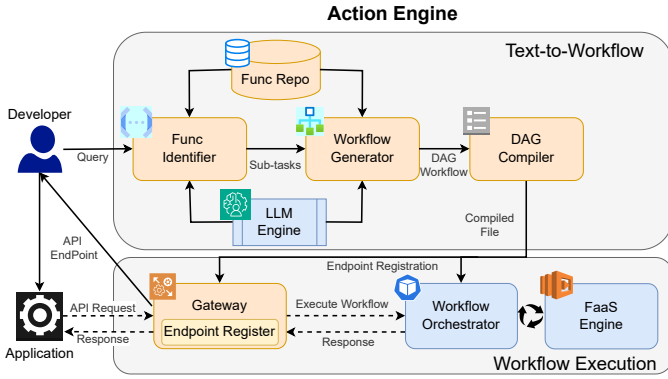 Action Engine
Text-to-Workflow
Func Repo
Developer
Query
Func
Identifier
Sub-tasks
Workflow
Generator
DAG
Workflow
DAG
Compiler
LLM
Engine
Compiled
File
API
EndPoint
Endpoint Registration
Gateway
Endpoint Register
API Request
Response
Execute Workflow
Response
Workflow
Orchestrator
FaaS
Engine
Application
Workflow Execution